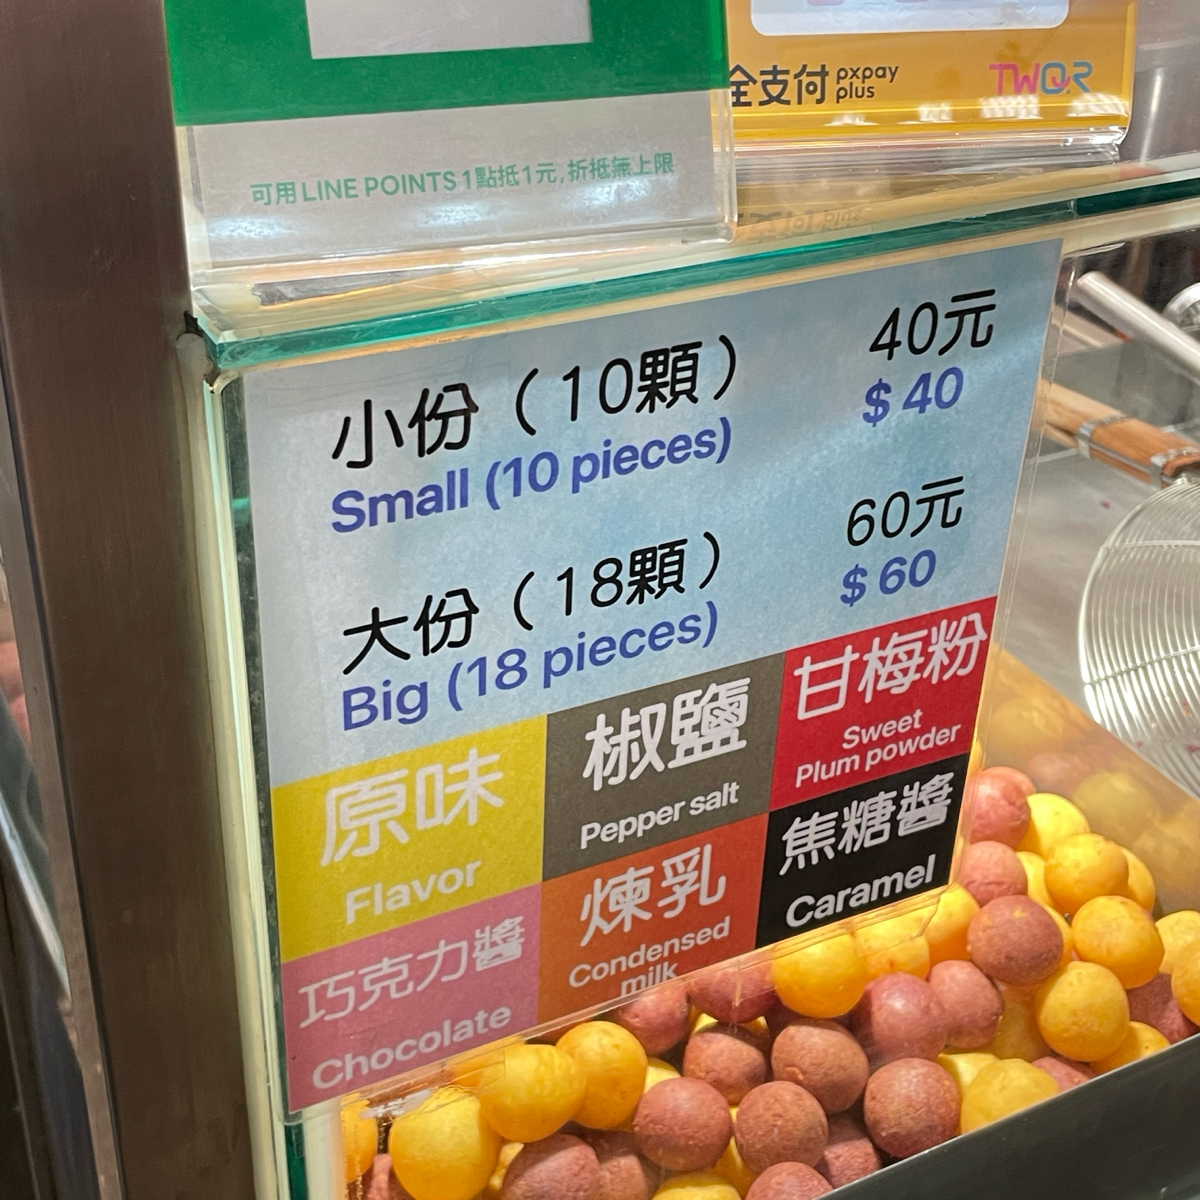 全支付 pxpay plus TWQR
可用 LINE POINTS 1點抵1元, 折抵無上限
小份（10顆） 40元
Small (10 pieces) $ 40
大份（18顆） 60元
Big (18 pieces) $ 60
原味 椒鹽 甘梅粉
Flavor Pepper salt Sweet Plum powder
巧克力醬 煉乳 焦糖醬
Chocolate Condensed milk Caramel